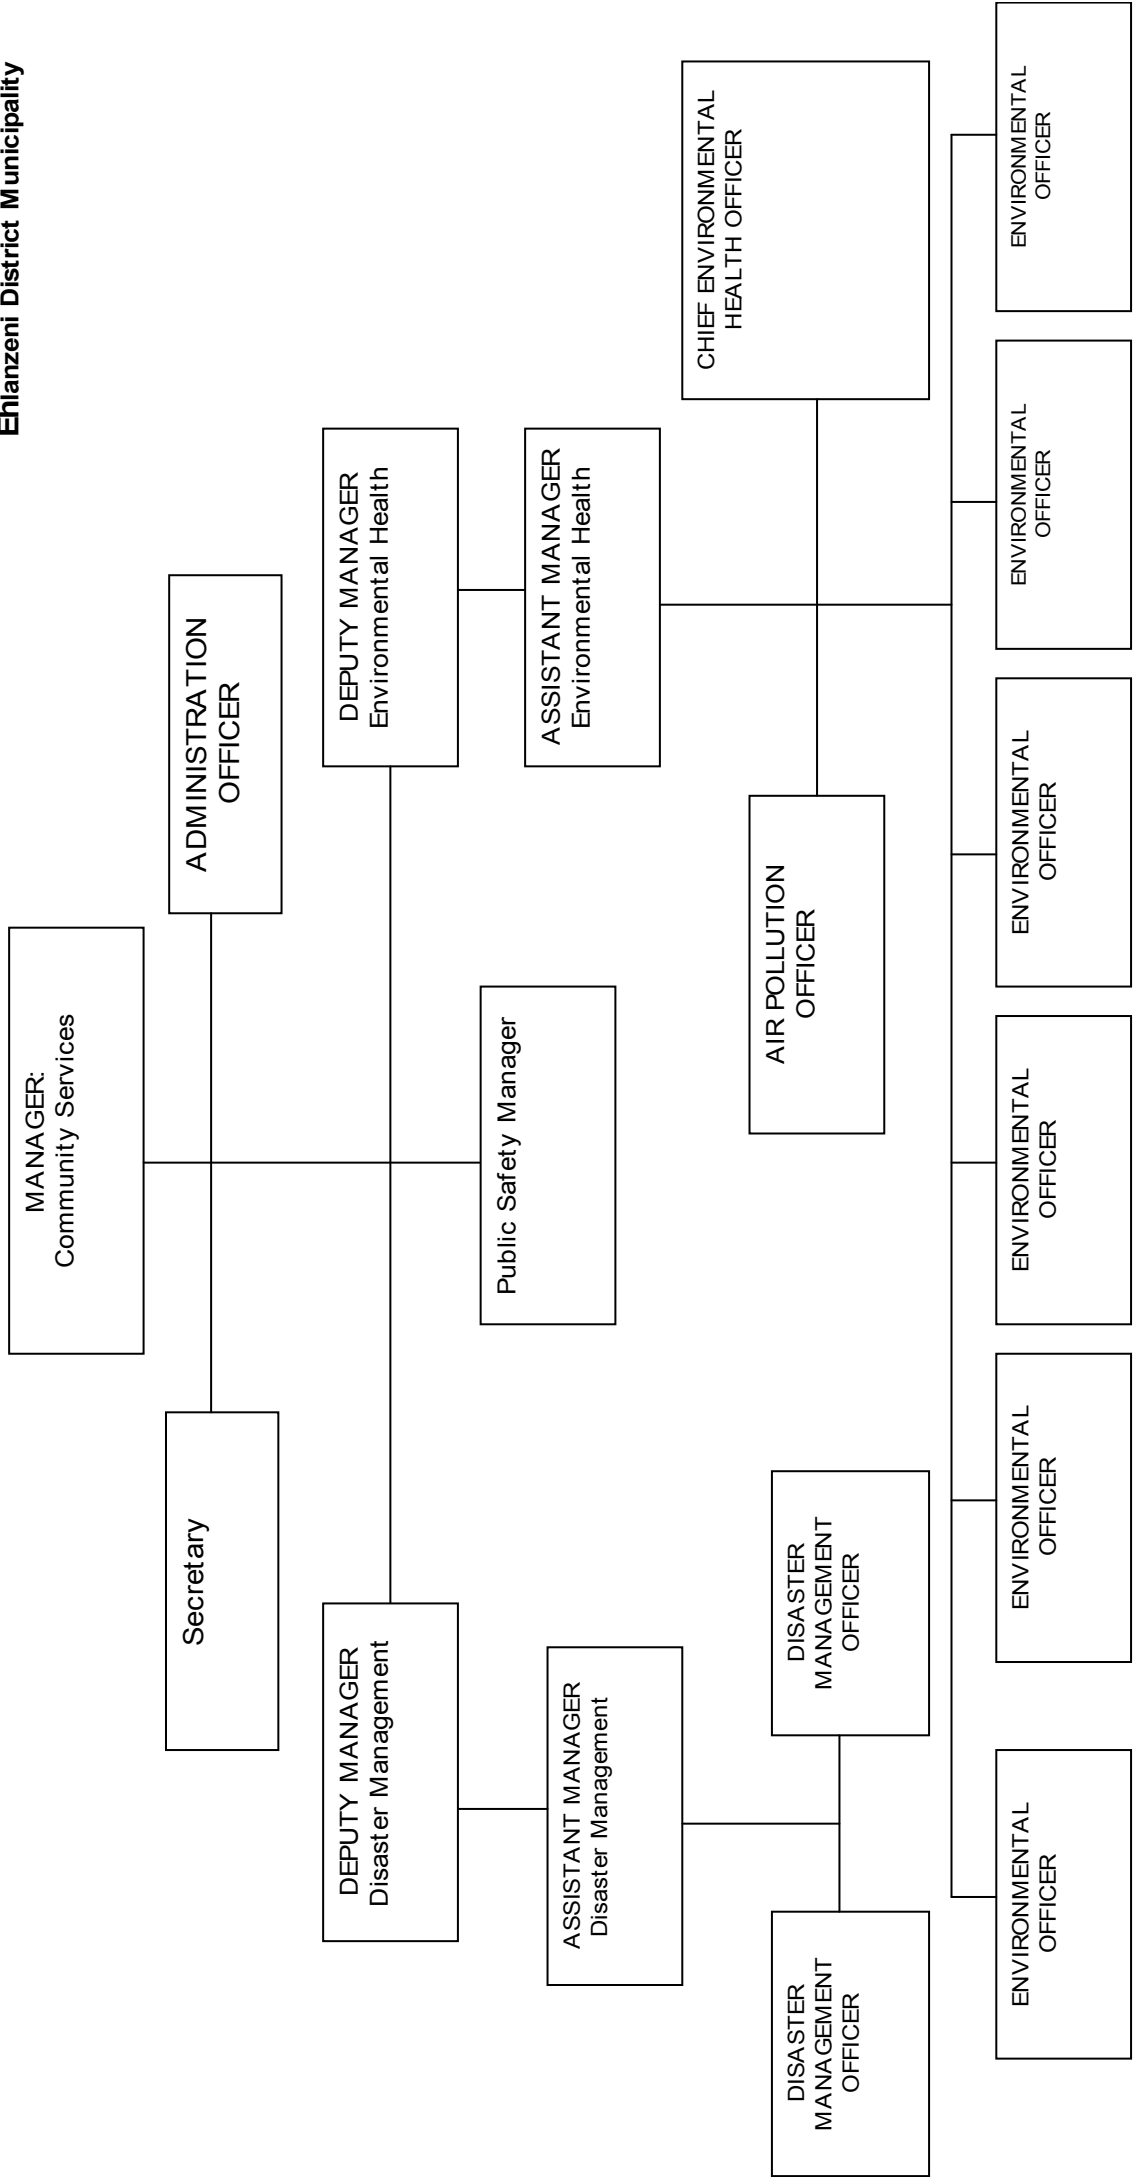 Ehlanzeni District Municipality
MANAGER:
Community Services
Secretary
ADMINISTRATION
OFFICER
DEPUTY MANAGER
Disaster Management
DEPUTY MANAGER
Environmental Health
Public Safety Manager
ASSISTANT MANAGER
Disaster Management
ASSISTANT MANAGER
Environmental Health
DISASTER
MANAGEMENT
OFFICER
DISASTER
MANAGEMENT
OFFICER
AIR POLLUTION
OFFICER
CHIEF ENVIRONMENTAL
HEALTH OFFICER
ENVIRONMENTAL
OFFICER
ENVIRONMENTAL
OFFICER
ENVIRONMENTAL
OFFICER
ENVIRONMENTAL
OFFICER
ENVIRONMENTAL
OFFICER
ENVIRONMENTAL
OFFICER